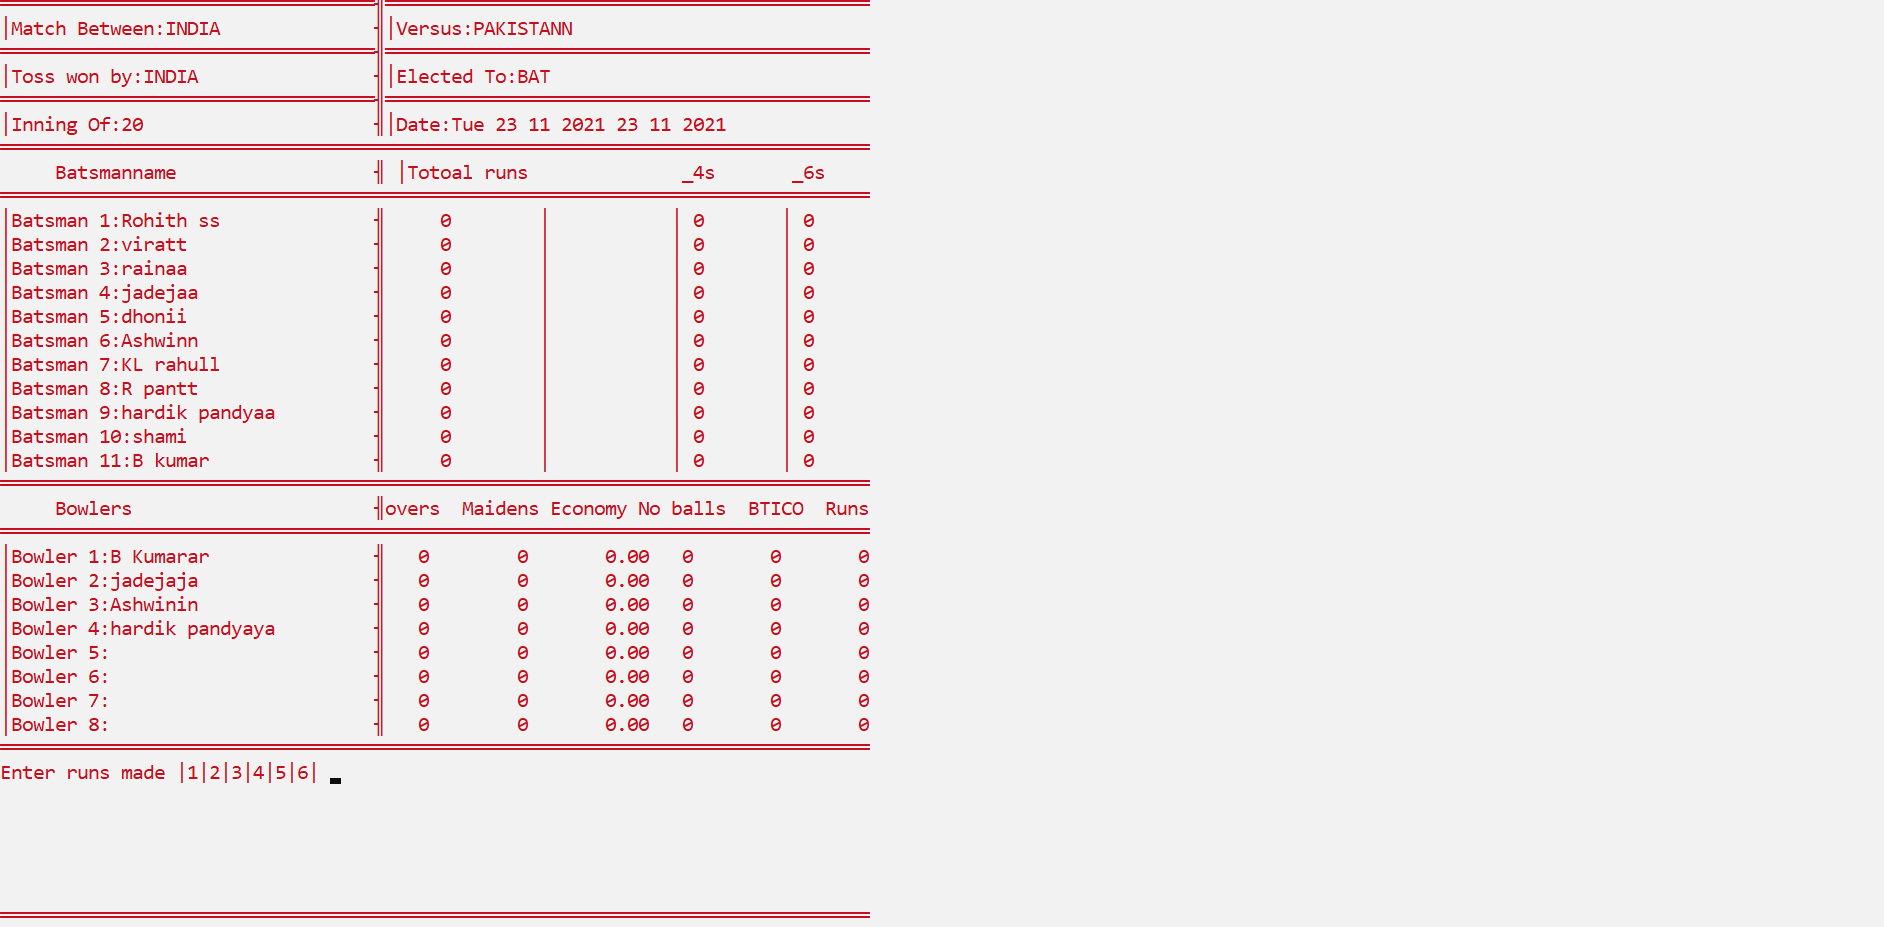 Match Between:INDIA |Versus:PAKISTANN
|Toss won by:INDIA |Elected To:BAT
|Inning Of:20 |Date:Tue 23 11 2021 23 11 2021
Batsmanname |Totoal runs _4s _6s
|Batsman 1:Rohith ss 0 | | 0 | 0
|Batsman 2:viratt 0 | | 0 | 0
|Batsman 3:rainaa 0 | | 0 | 0
|Batsman 4:jadejaa 0 | | 0 | 0
|Batsman 5:dhonii 0 | | 0 | 0
|Batsman 6:Ashwinn 0 | | 0 | 0
|Batsman 7:KL rahull 0 | | 0 | 0
|Batsman 8:R pantt 0 | | 0 | 0
|Batsman 9:hardik pandyaa 0 | | 0 | 0
|Batsman 10:shami 0 | | 0 | 0
|Batsman 11:B kumar 0 | | 0 | 0
Bowlers overs Maidens Economy No balls BTICO Runs
|Bowler 1:B Kumarar 0 0 0.00 0 0 0
|Bowler 2:jadejaja 0 0 0.00 0 0 0
|Bowler 3:Ashwinin 0 0 0.00 0 0 0
|Bowler 4:hardik pandyaya 0 0 0.00 0 0 0
|Bowler 5: 0 0 0.00 0 0 0
|Bowler 6: 0 0 0.00 0 0 0
|Bowler 7: 0 0 0.00 0 0 0
|Bowler 8: 0 0 0.00 0 0 0
Enter runs made |1|2|3|4|5|6| _